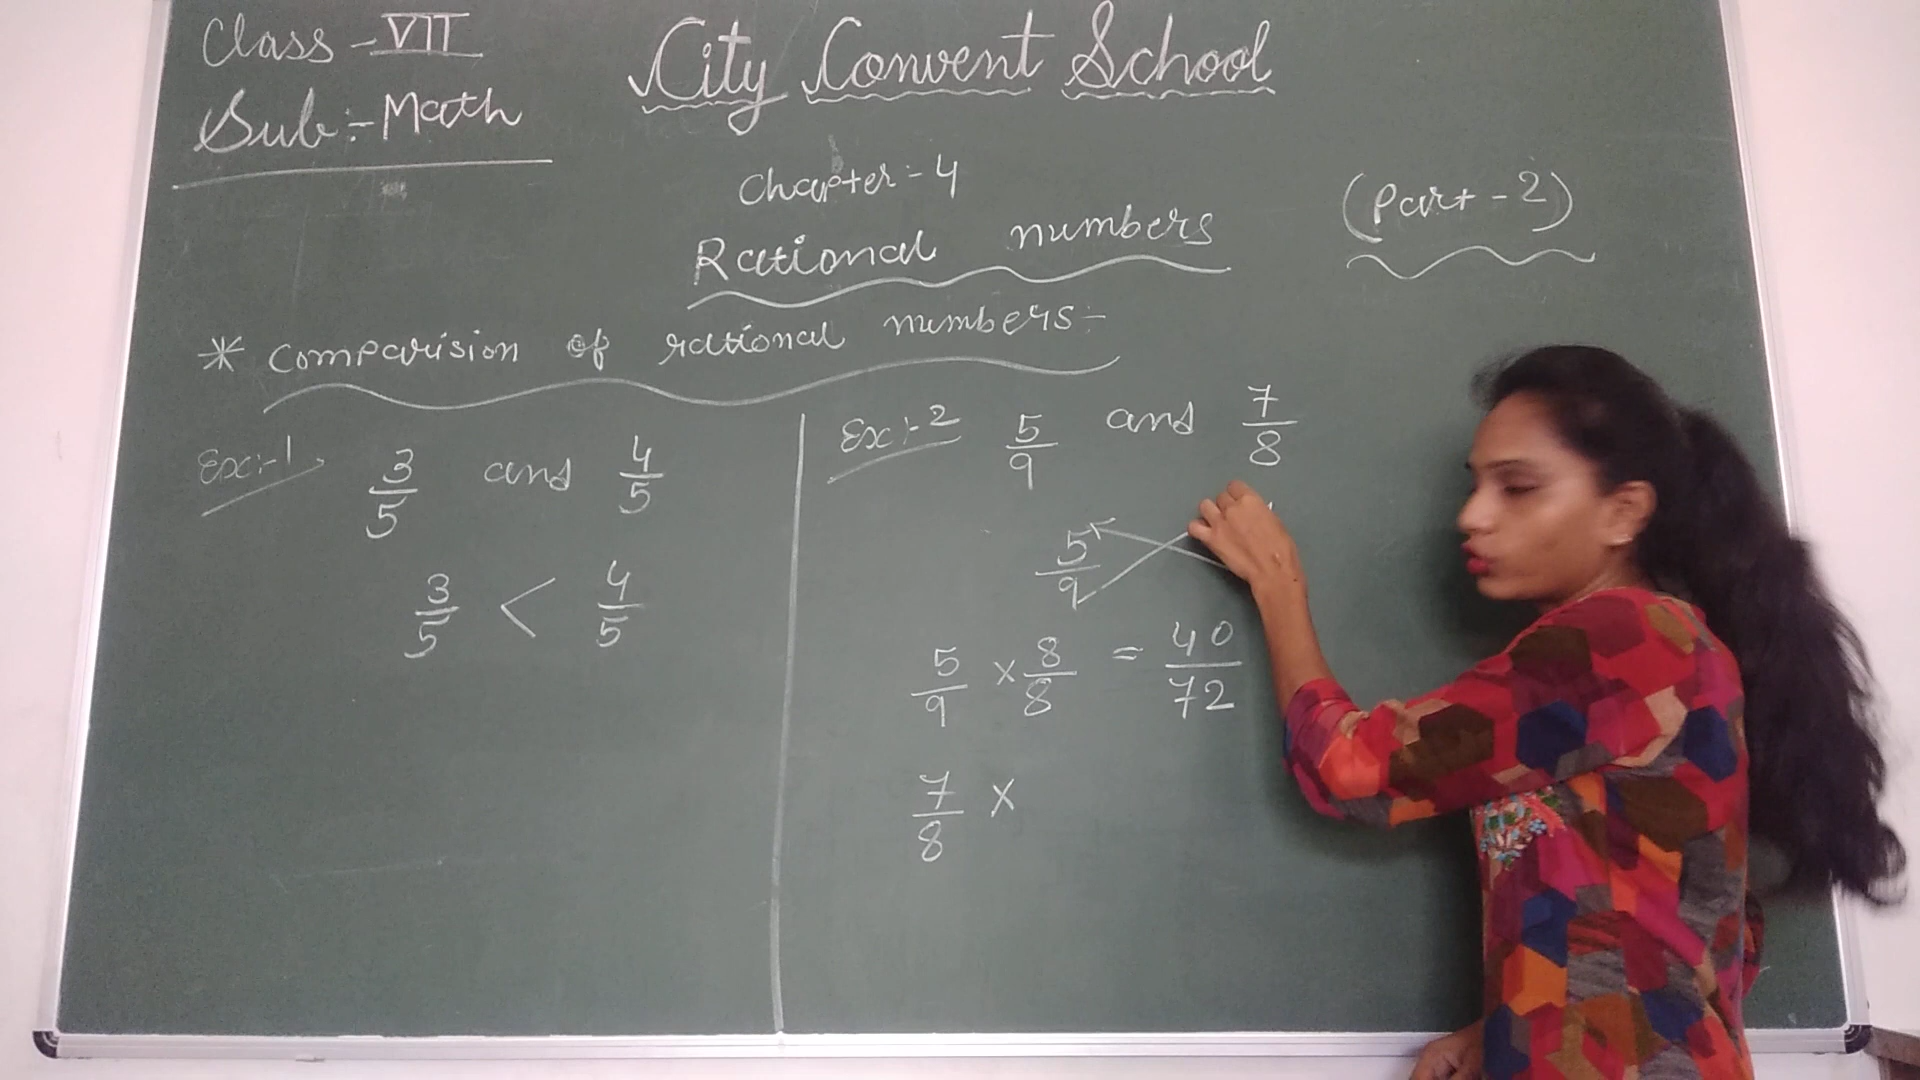 Class - VII
Sub:- Math
City Convent School
Chapter:- 4
Rational numbers
(Part - 2)
* Comparision of rational numbers:-
Ex:-1 3/5 and 4/5
3/5 < 4/5
Ex:-2 5/9 and 7/8
5/9
5/9 × 8/8 = 40/72
7/8 ×